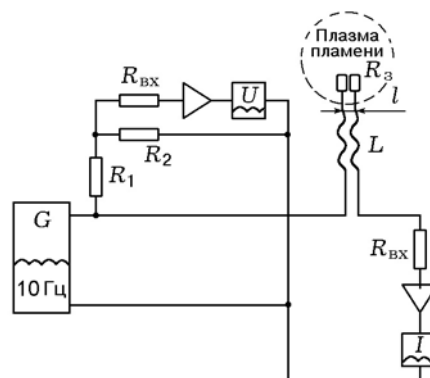 Плазма
пламени
R_з
R_вх
U
l
R_2
L
R_1
G
R_вх
10 Гц
I